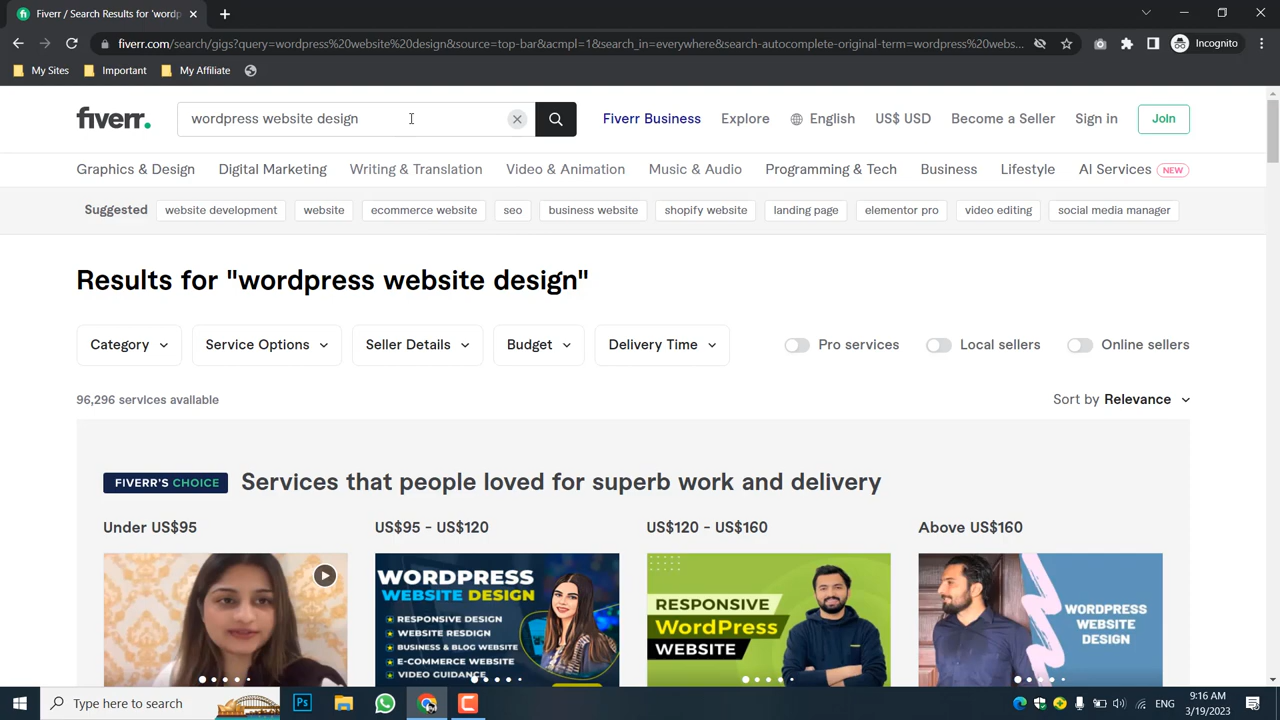 Fiverr / Search Results for 'wordp
fiverr.com/search/gigs?query=wordpress%20website%20design&source=top-bar&acmpl=1&search_in=everywhere&search-autocomplete-original-term=wordpress%20webs...
Incognito
My Sites Important My Affiliate
fiverr. wordpress website design Fiverr Business Explore English US$ USD Become a Seller Sign in Join
Graphics & Design Digital Marketing Writing & Translation Video & Animation Music & Audio Programming & Tech Business Lifestyle AI Services NEW
Suggested website development website ecommerce website seo business website shopify website landing page elementor pro video editing social media manager
Results for "wordpress website design"
Category Service Options Seller Details Budget Delivery Time Pro services Local sellers Online sellers
96,296 services available Sort by Relevance
FIVERR'S CHOICE Services that people loved for superb work and delivery
Under US$95 US$95 - US$120 US$120 - US$160 Above US$160
WORDPRESS
WEBSITE DESIGN
RESPONSIVE DESIGN
WEBSITE RESDIGN
BUSINESS & BLOG WEBSITE
E-COMMERCE WEBSITE
VIDEO GUIDANCE
RESPONSIVE
WordPress
WEBSITE
WORDPRESS
WEBSITE
DESIGN
Type here to search
Ps
ENG
9:16 AM
3/19/2023